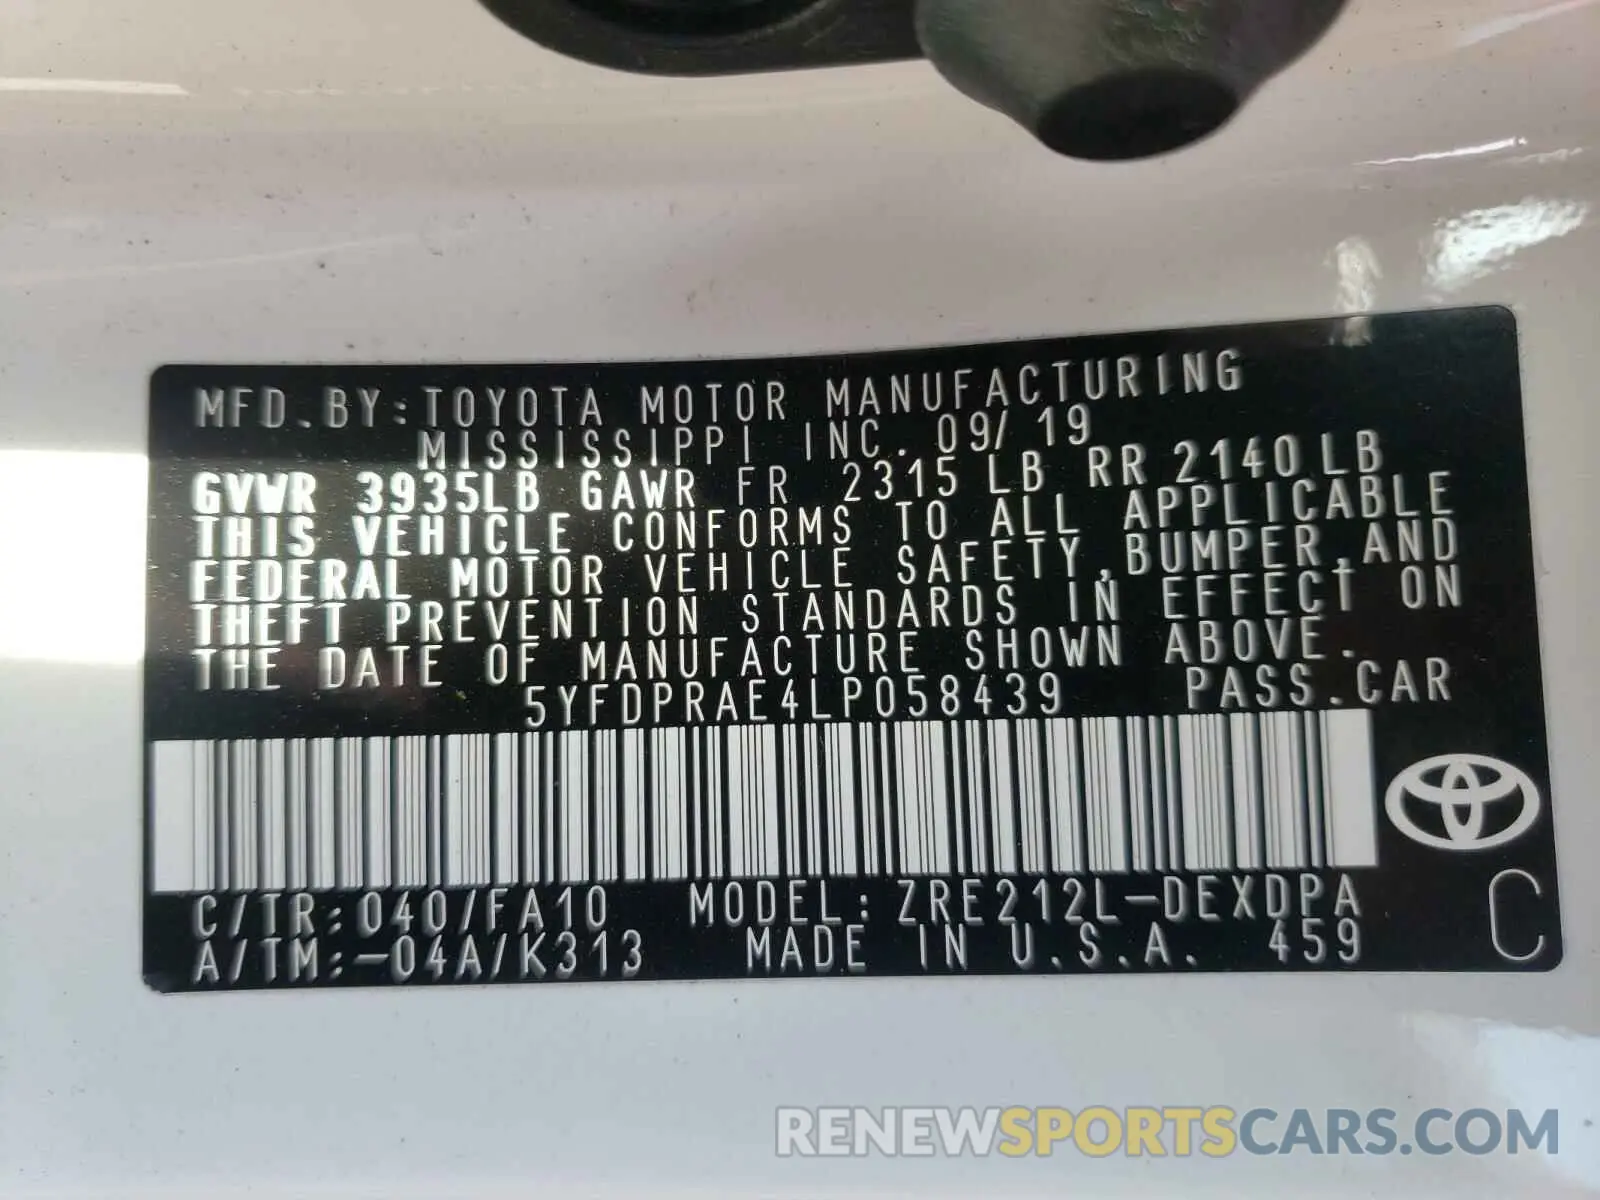 MFD.BY:TOYOTA MOTOR MANUFACTURING
MISSISSIPPI INC. 09/19
GVWR 3935LB GAWR FR 2315 LB RR 2140LB
THIS VEHICLE CONFORMS TO ALL APPLICABLE
FEDERAL MOTOR VEHICLE SAFETY,BUMPER,AND
THEFT PREVENTION STANDARDS IN EFFECT ON
THE DATE OF MANUFACTURE SHOWN ABOVE.
5YFDPRAE4LP058439 PASS.CAR
C/TR:040/FA10 MODEL:ZRE212L-DEXDPA
A/TM:-04A/K313 MADE IN U.S.A. 459
C
RENEWSPORTSCARS.COM